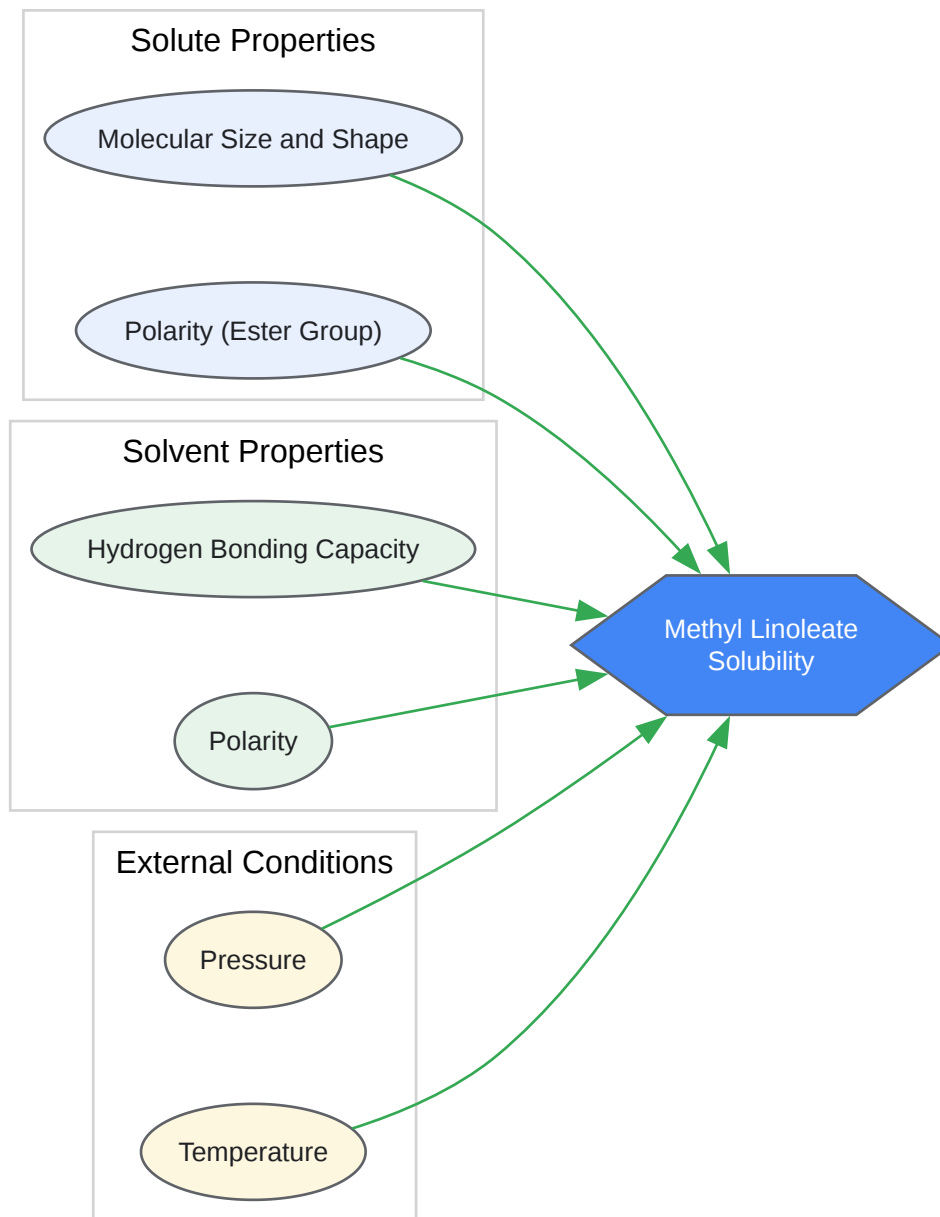 Solute Properties
Molecular Size and Shape
Polarity (Ester Group)
Solvent Properties
Hydrogen Bonding Capacity
Polarity
External Conditions
Pressure
Temperature
Methyl Linoleate
Solubility